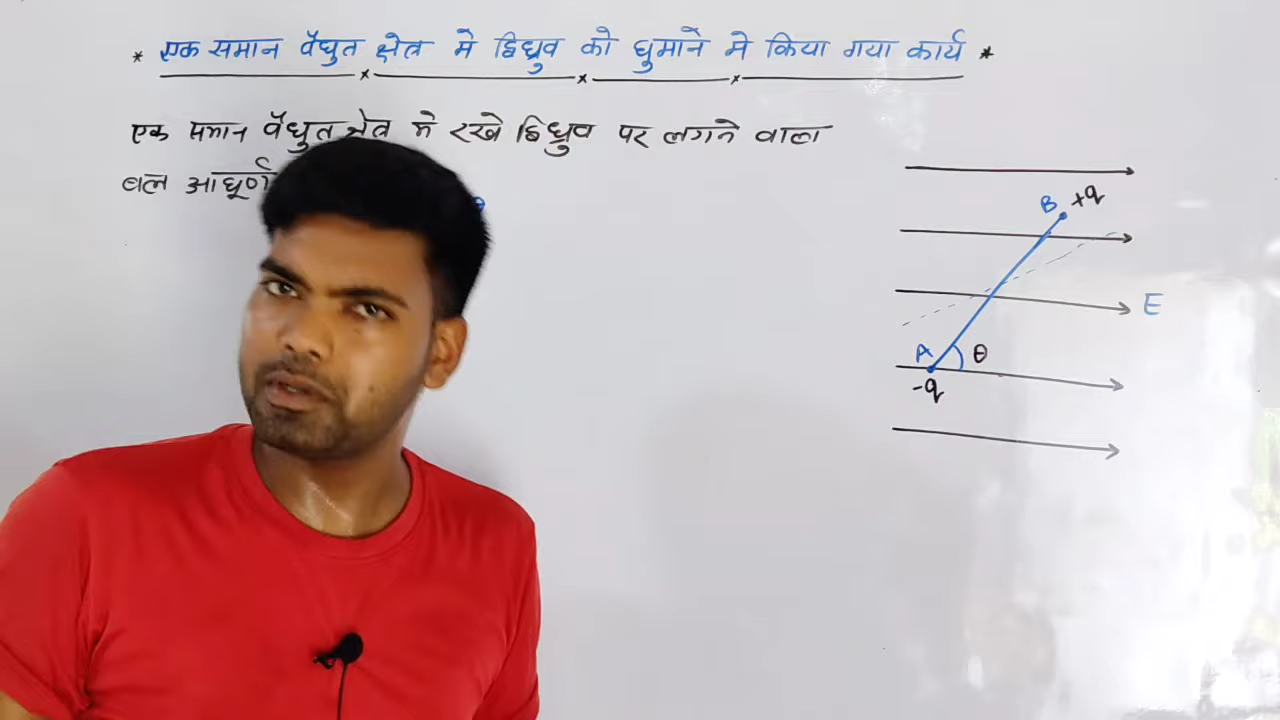 * एक समान वैद्युत क्षेत्र मे द्विध्रुव को घुमाने मे किया गया कार्य *
एक समान वैद्युत क्षेत्र मे रखे द्विध्रुव पर लगने वाला
बल आघूर्ण
B +q
E
A θ
-q